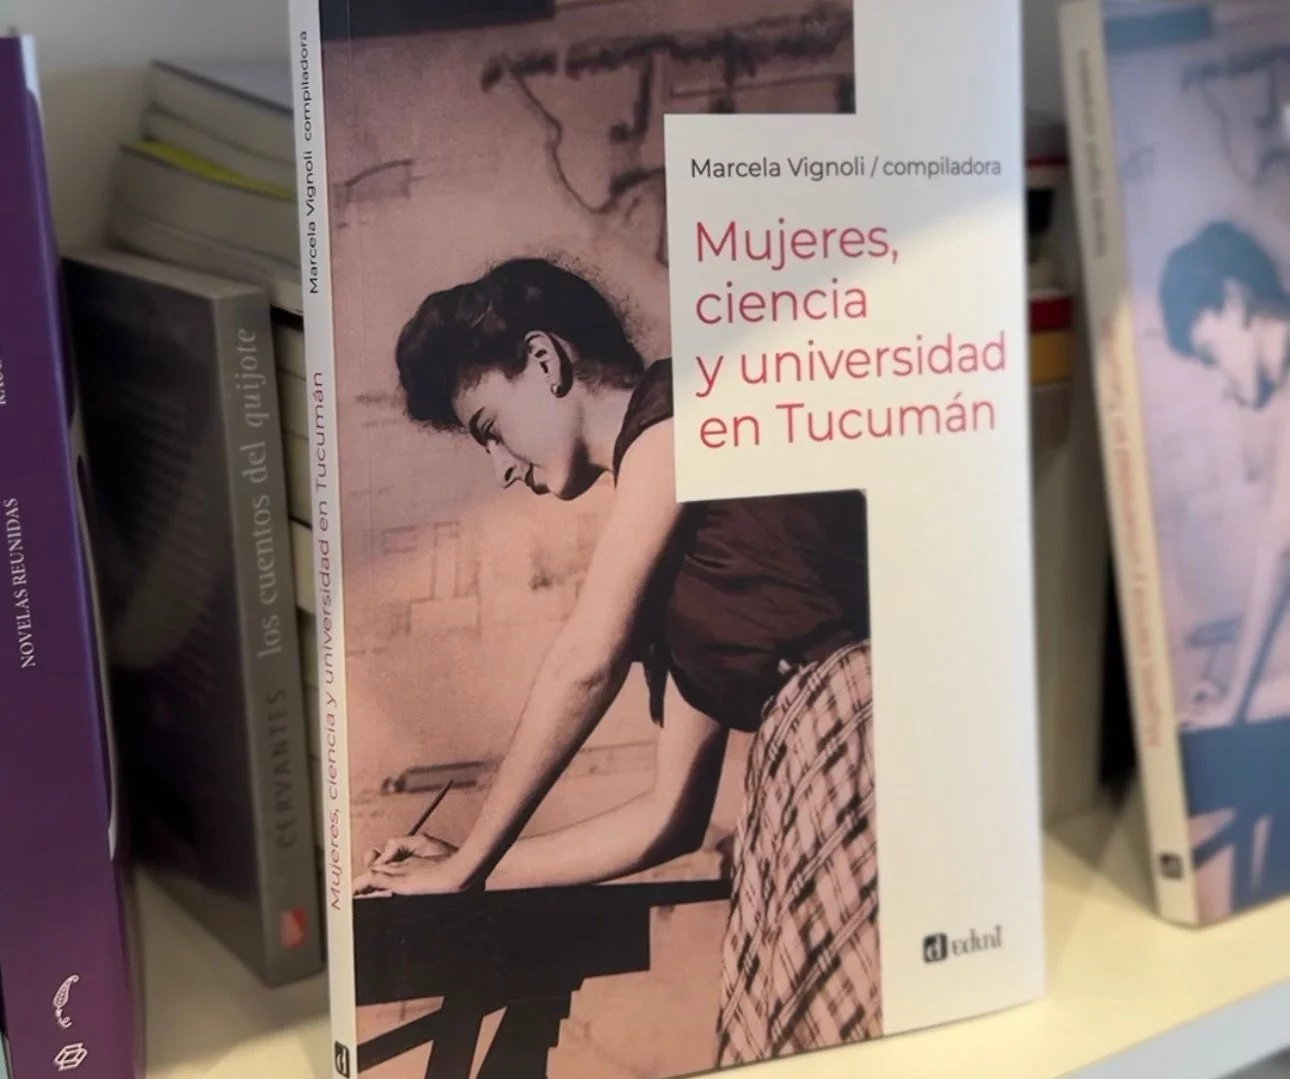 Marcela Vignoli / compiladora
Mujeres,
ciencia
y universidad
en Tucumán
edunt
Marcela Vignoli compiladora
Mujeres, ciencia y universidad en Tucumán
CERVANTES los cuentos del quijote
NOVELAS REUNIDAS